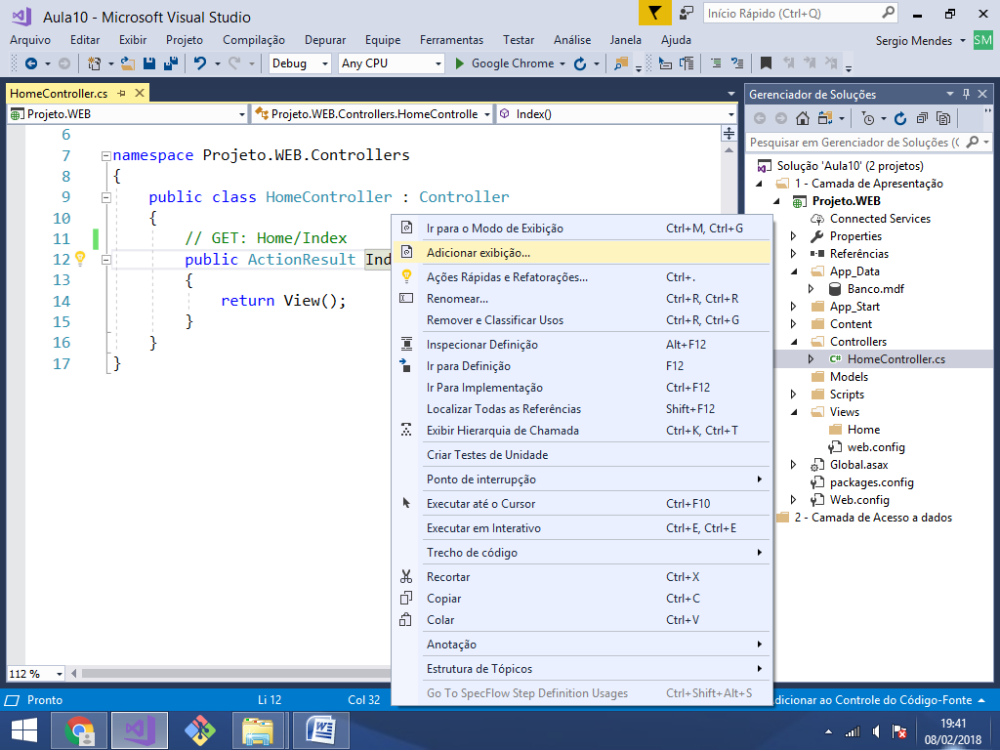 Aula10 - Microsoft Visual Studio
Início Rápido (Ctrl+Q)
Arquivo Editar Exibir Projeto Compilação Depurar Equipe Ferramentas Testar Análise Janela Ajuda
Sergio Mendes SM
Debug Any CPU Google Chrome
HomeController.cs
Projeto.WEB Projeto.WEB.Controllers.HomeControlle Index()
6
7 namespace Projeto.WEB.Controllers
8 {
9 public class HomeController : Controller
10 {
11 // GET: Home/Index
12 public ActionResult Ind
13 {
14 return View();
15 }
16 }
17 }
Ir para o Modo de Exibição Ctrl+M, Ctrl+G
Adicionar exibição...
Ações Rápidas e Refatorações... Ctrl+.
Renomear... Ctrl+R, Ctrl+R
Remover e Classificar Usos Ctrl+R, Ctrl+G
Inspecionar Definição Alt+F12
Ir para Definição F12
Ir Para Implementação Ctrl+F12
Localizar Todas as Referências Shift+F12
Exibir Hierarquia de Chamada Ctrl+K, Ctrl+T
Criar Testes de Unidade
Ponto de interrupção
Executar até o Cursor Ctrl+F10
Executar em Interativo Ctrl+E, Ctrl+E
Trecho de código
Recortar Ctrl+X
Copiar Ctrl+C
Colar Ctrl+V
Anotação
Estrutura de Tópicos
Go To SpecFlow Step Definition Usages Ctrl+Shift+Alt+S
Gerenciador de Soluções
Pesquisar em Gerenciador de Soluções (C
Solução 'Aula10' (2 projetos)
1 - Camada de Apresentação
Projeto.WEB
Connected Services
Properties
Referências
App_Data
Banco.mdf
App_Start
Content
Controllers
C# HomeController.cs
Models
Scripts
Views
Home
web.config
Global.asax
packages.config
Web.config
2 - Camada de Acesso a dados
112 %
Pronto Li 12 Col 32 dicionar ao Controle do Código-Fonte
19:41
08/02/2018